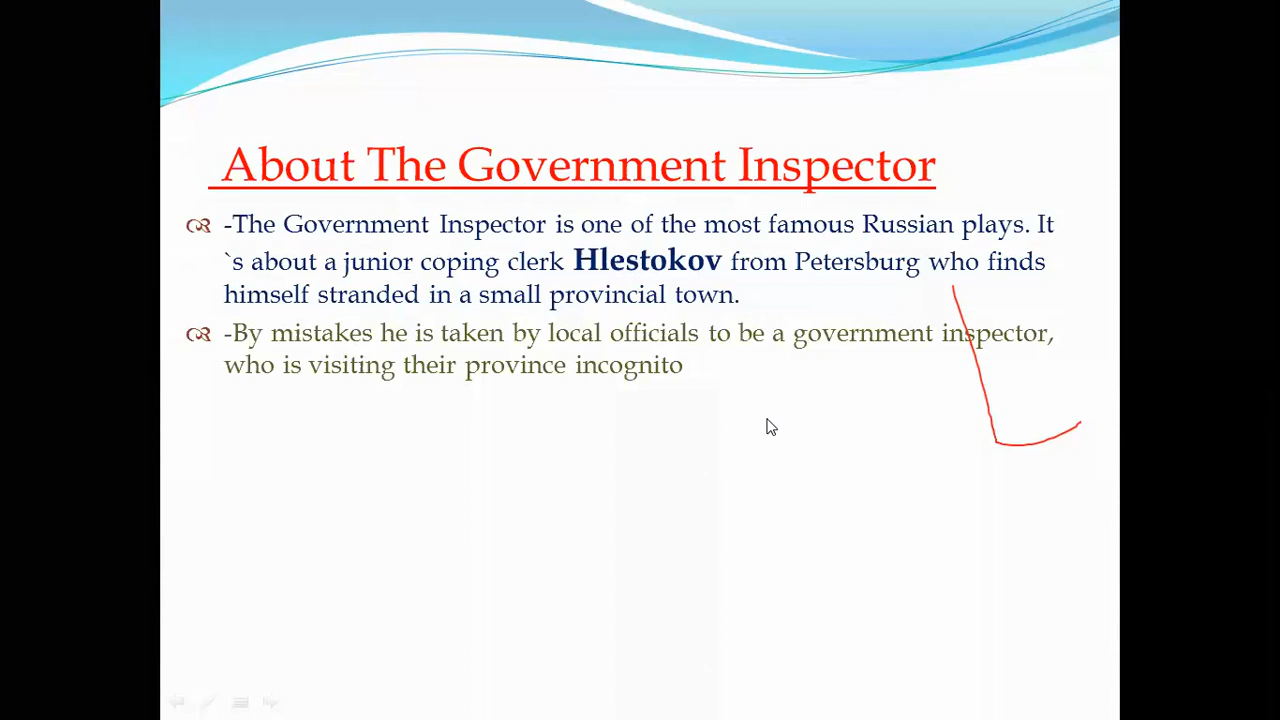 About The Government Inspector
-The Government Inspector is one of the most famous Russian plays. It
`s about a junior coping clerk Hlestokov from Petersburg who finds
himself stranded in a small provincial town.
-By mistakes he is taken by local officials to be a government inspector,
who is visiting their province incognito